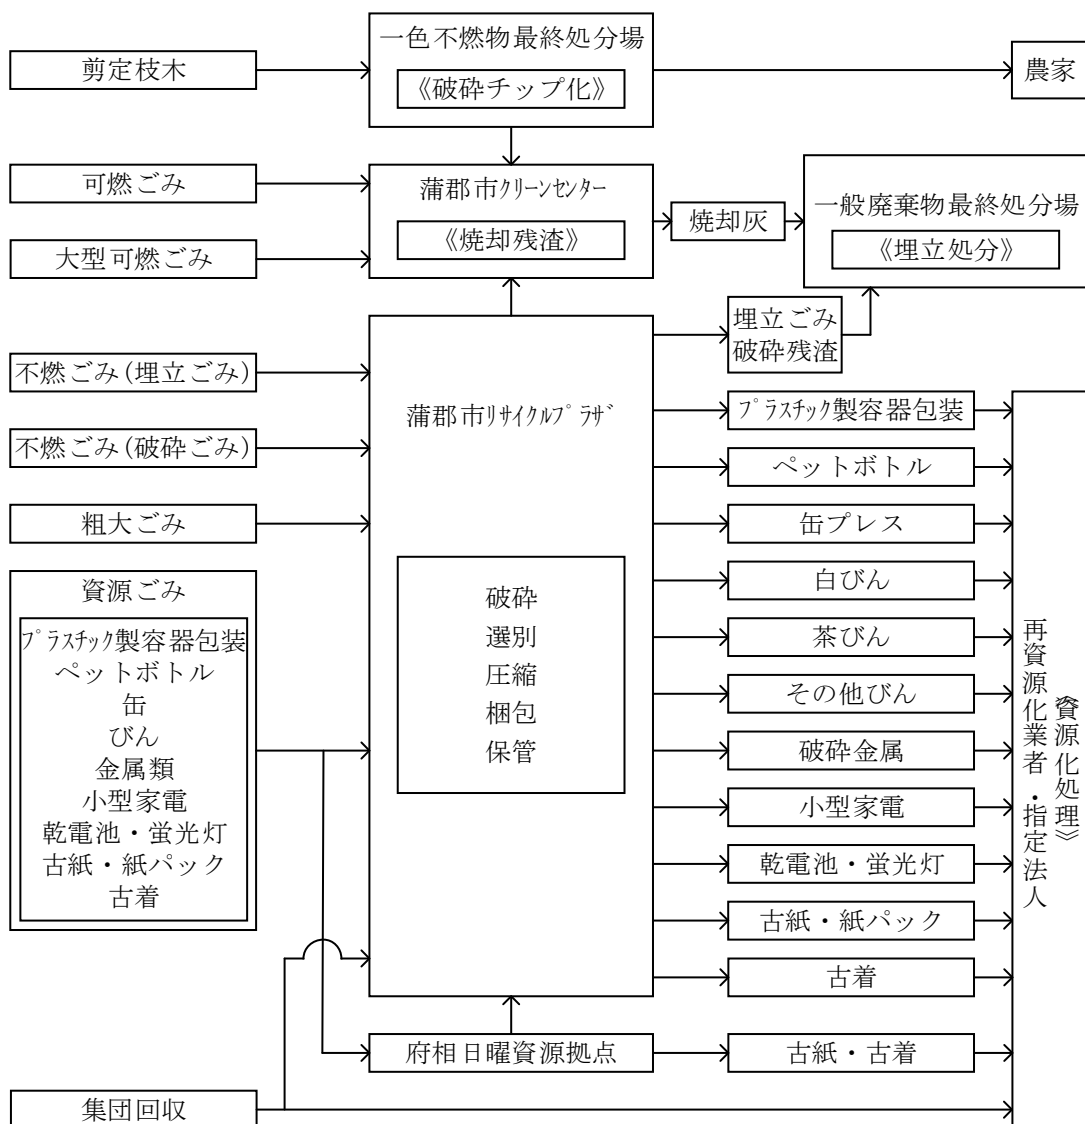 剪定枝木
一色不燃物最終処分場
《破砕チップ化》
農家
可燃ごみ
大型可燃ごみ
蒲郡市ｸﾘｰﾝｾﾝﾀｰ
《焼却残渣》
焼却灰
一般廃棄物最終処分場
《埋立処分》
埋立ごみ
破砕残渣
不燃ごみ(埋立ごみ)
不燃ごみ(破砕ごみ)
粗大ごみ
資源ごみ
ﾌﾟﾗｽﾁｯｸ製容器包装
ペットボトル
缶
びん
金属類
小型家電
乾電池・蛍光灯
古紙・紙パック
古着
蒲郡市ﾘｻｲｸﾙﾌﾟﾗｻﾞ
破砕
選別
圧縮
梱包
保管
ﾌﾟﾗｽﾁｯｸ製容器包装
ペットボトル
缶プレス
白びん
茶びん
その他びん
破砕金属
小型家電
乾電池・蛍光灯
古紙・紙パック
古着
府相日曜資源拠点
古紙・古着
集団回収
再資源化業者・指定法人
《資源化処理》